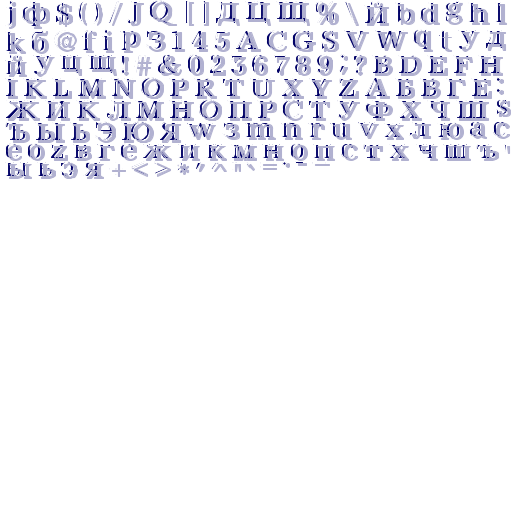 j ф $ ( ) / J Q [ ] | Д Ц Щ % \ Й b d g h l
k б @ f i p 3 1 4 5 A C G S V W Ч q t y д
й у ц щ ! # & 0 2 3 6 7 8 9 ; ? B D E F H
I K L M N O P R T U X Y Z А Б В Г Е :
Ж И К Л М Н О П Р С Т У Ф Х Ч Ш S
Ъ Ы Ь Э Ю Я w з m n r u v x л ю a c
e o z в г е ж и к м н о п с т х ч ш ъ '
ы ь э я + < > * " ^ " ` . = - _